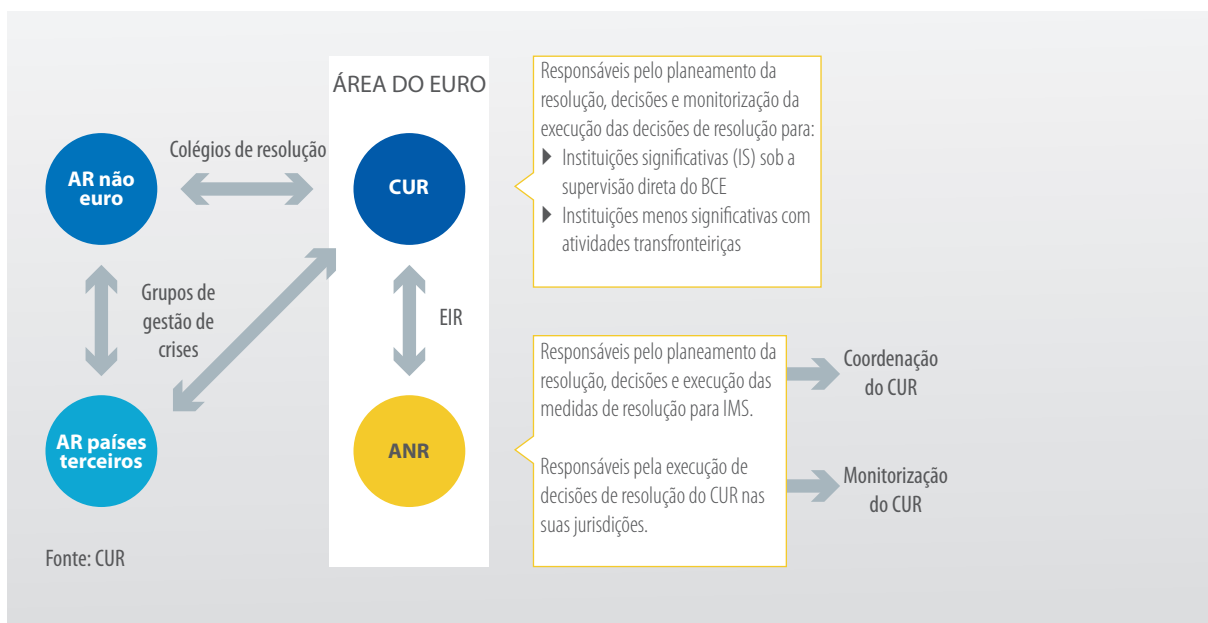 ÁREA DO EURO
AR não
euro
Colégios de resolução
CUR
Grupos de
gestão de
crises
EIR
AR países
terceiros
ANR
Responsáveis pelo planeamento da
resolução, decisões e monitorização da
execução das decisões de resolução para:
Instituições significativas (IS) sob a
supervisão direta do BCE
Instituições menos significativas com
atividades transfronteiriças
Responsáveis pelo planeamento da
resolução, decisões e execução das
medidas de resolução para IMS.
Responsáveis pela execução de
decisões de resolução do CUR nas
suas jurisdições.
Coordenação
do CUR
Monitorização
do CUR
Fonte: CUR